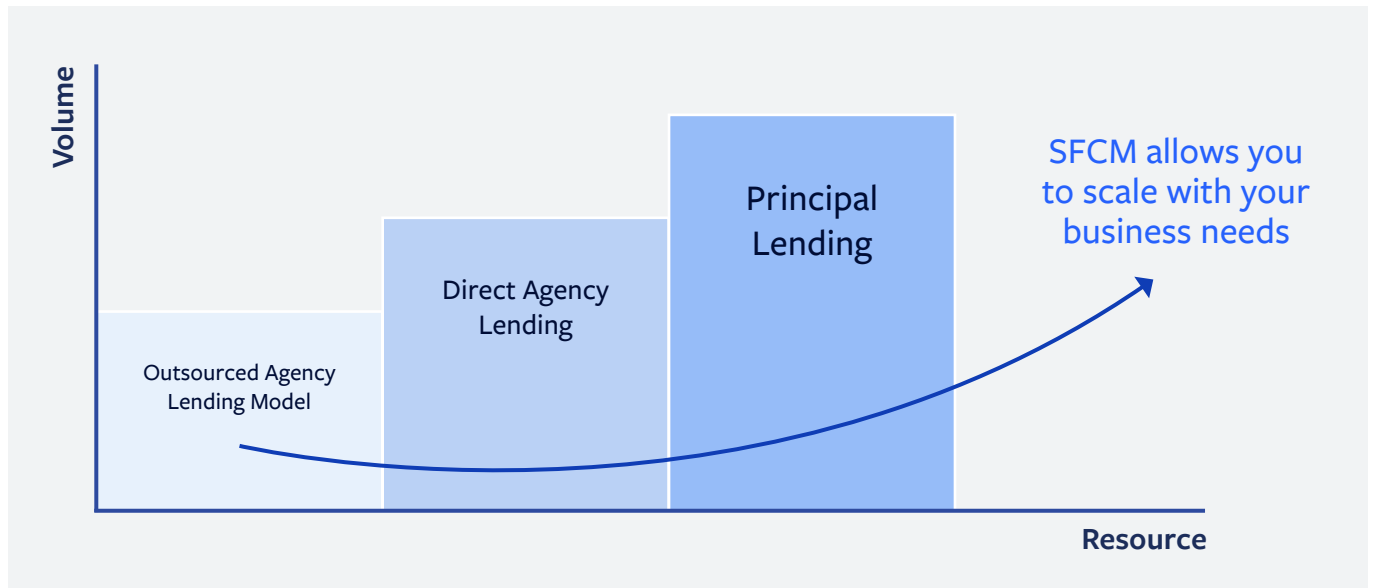 Volume
SFCM allows you
to scale with your
business needs
Principal
Lending
Direct Agency
Lending
Outsourced Agency
Lending Model
Resource